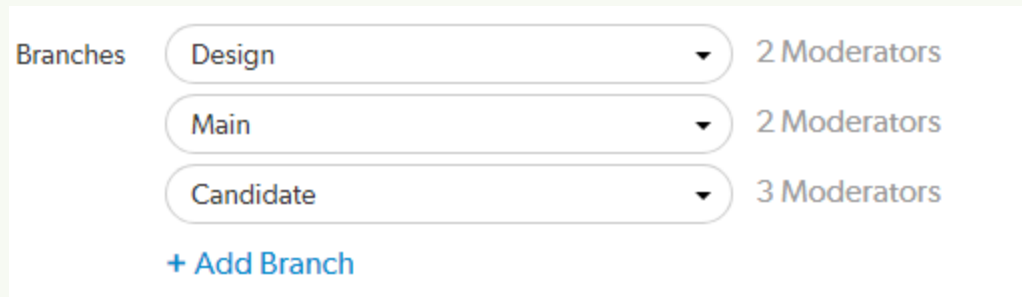 Branches Design 2 Moderators
Main 2 Moderators
Candidate 3 Moderators
+ Add Branch